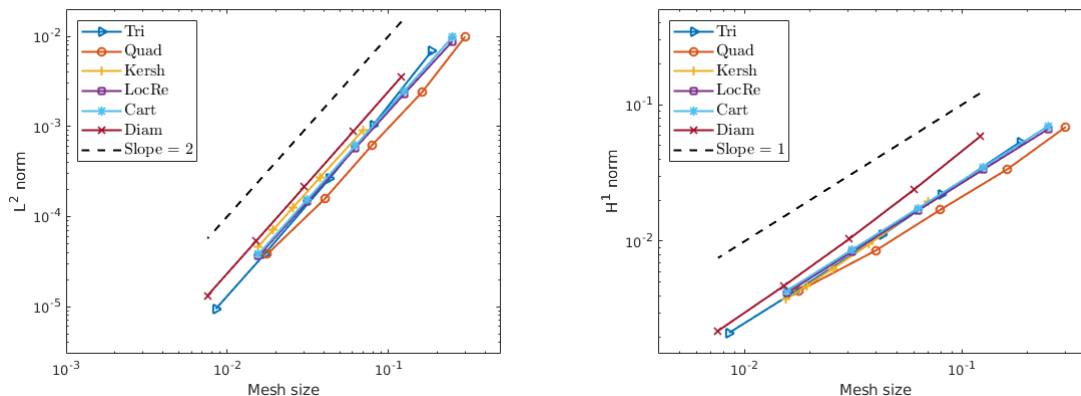 10^-2
10^-3
10^-4
10^-5
L^2 norm
Tri
Quad
Kersh
LocRe
Cart
Diam
Slope = 2
10^-3
10^-2
10^-1
Mesh size
10^-1
10^-2
H^1 norm
Tri
Quad
Kersh
LocRe
Cart
Diam
Slope = 1
10^-2
10^-1
Mesh size